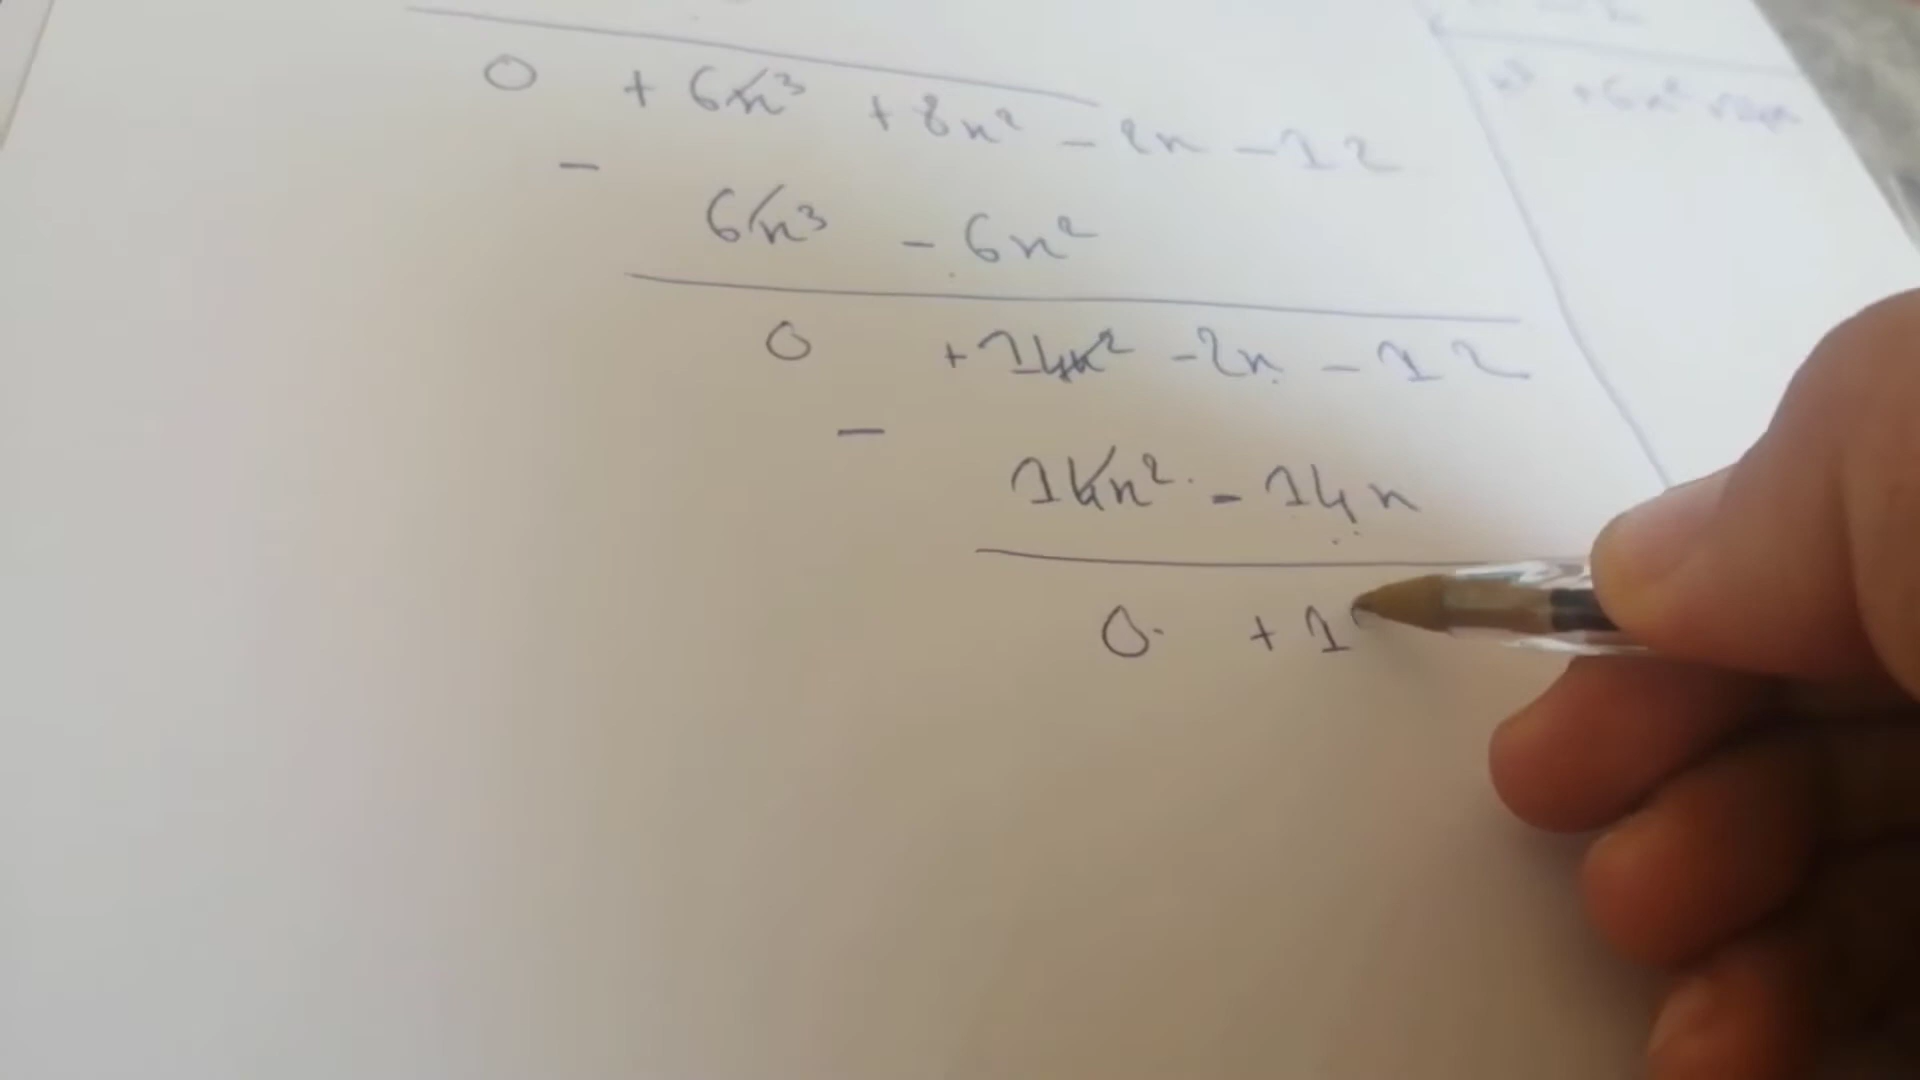 0 + 6x³ + 8x² - 2x - 12
-
6x³ - 6x²
0 + 14x² - 2x - 12
-
14x² - 14x
0 + 1